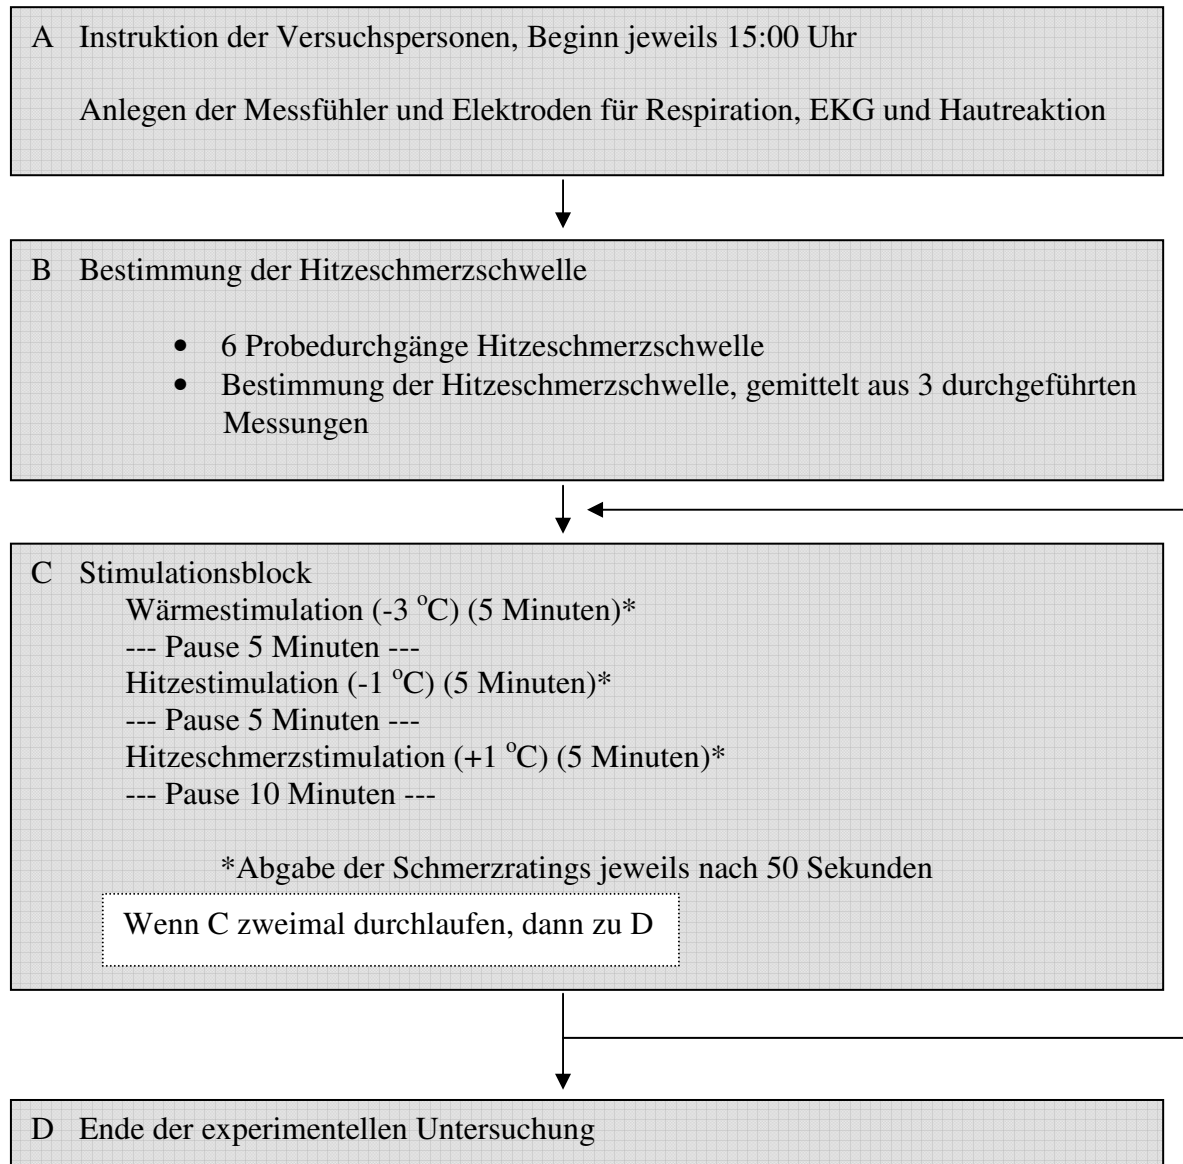 A Instruktion der Versuchspersonen, Beginn jeweils 15:00 Uhr
Anlegen der Messfühler und Elektroden für Respiration, EKG und Hautreaktion
B Bestimmung der Hitzeschmerzschwelle
• 6 Probedurchgänge Hitzeschmerzschwelle
• Bestimmung der Hitzeschmerzschwelle, gemittelt aus 3 durchgeführten
Messungen
C Stimulationsblock
Wärmestimulation (-3 °C) (5 Minuten)*
--- Pause 5 Minuten ---
Hitzestimulation (-1 °C) (5 Minuten)*
--- Pause 5 Minuten ---
Hitzeschmerzstimulation (+1 °C) (5 Minuten)*
--- Pause 10 Minuten ---
*Abgabe der Schmerzratings jeweils nach 50 Sekunden
Wenn C zweimal durchlaufen, dann zu D
D Ende der experimentellen Untersuchung